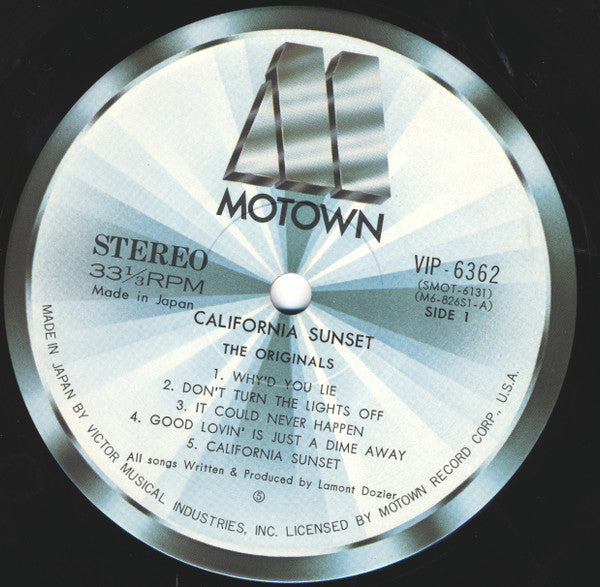 MOTOWN
STEREO
33⅓RPM
Made in Japan
VIP-6362
(SMOT-6131)
(M6-826S1-A)
SIDE 1
CALIFORNIA SUNSET
THE ORIGINALS
1. WHY'D YOU LIE
2. DON'T TURN THE LIGHTS OFF
3. IT COULD NEVER HAPPEN
4. GOOD LOVIN' IS JUST A DIME AWAY
5. CALIFORNIA SUNSET
All songs Written & Produced by Lamont Dozier
⑤
MADE IN JAPAN BY VICTOR MUSICAL INDUSTRIES, INC. LICENSED BY MOTOWN RECORD CORP., U.S.A.